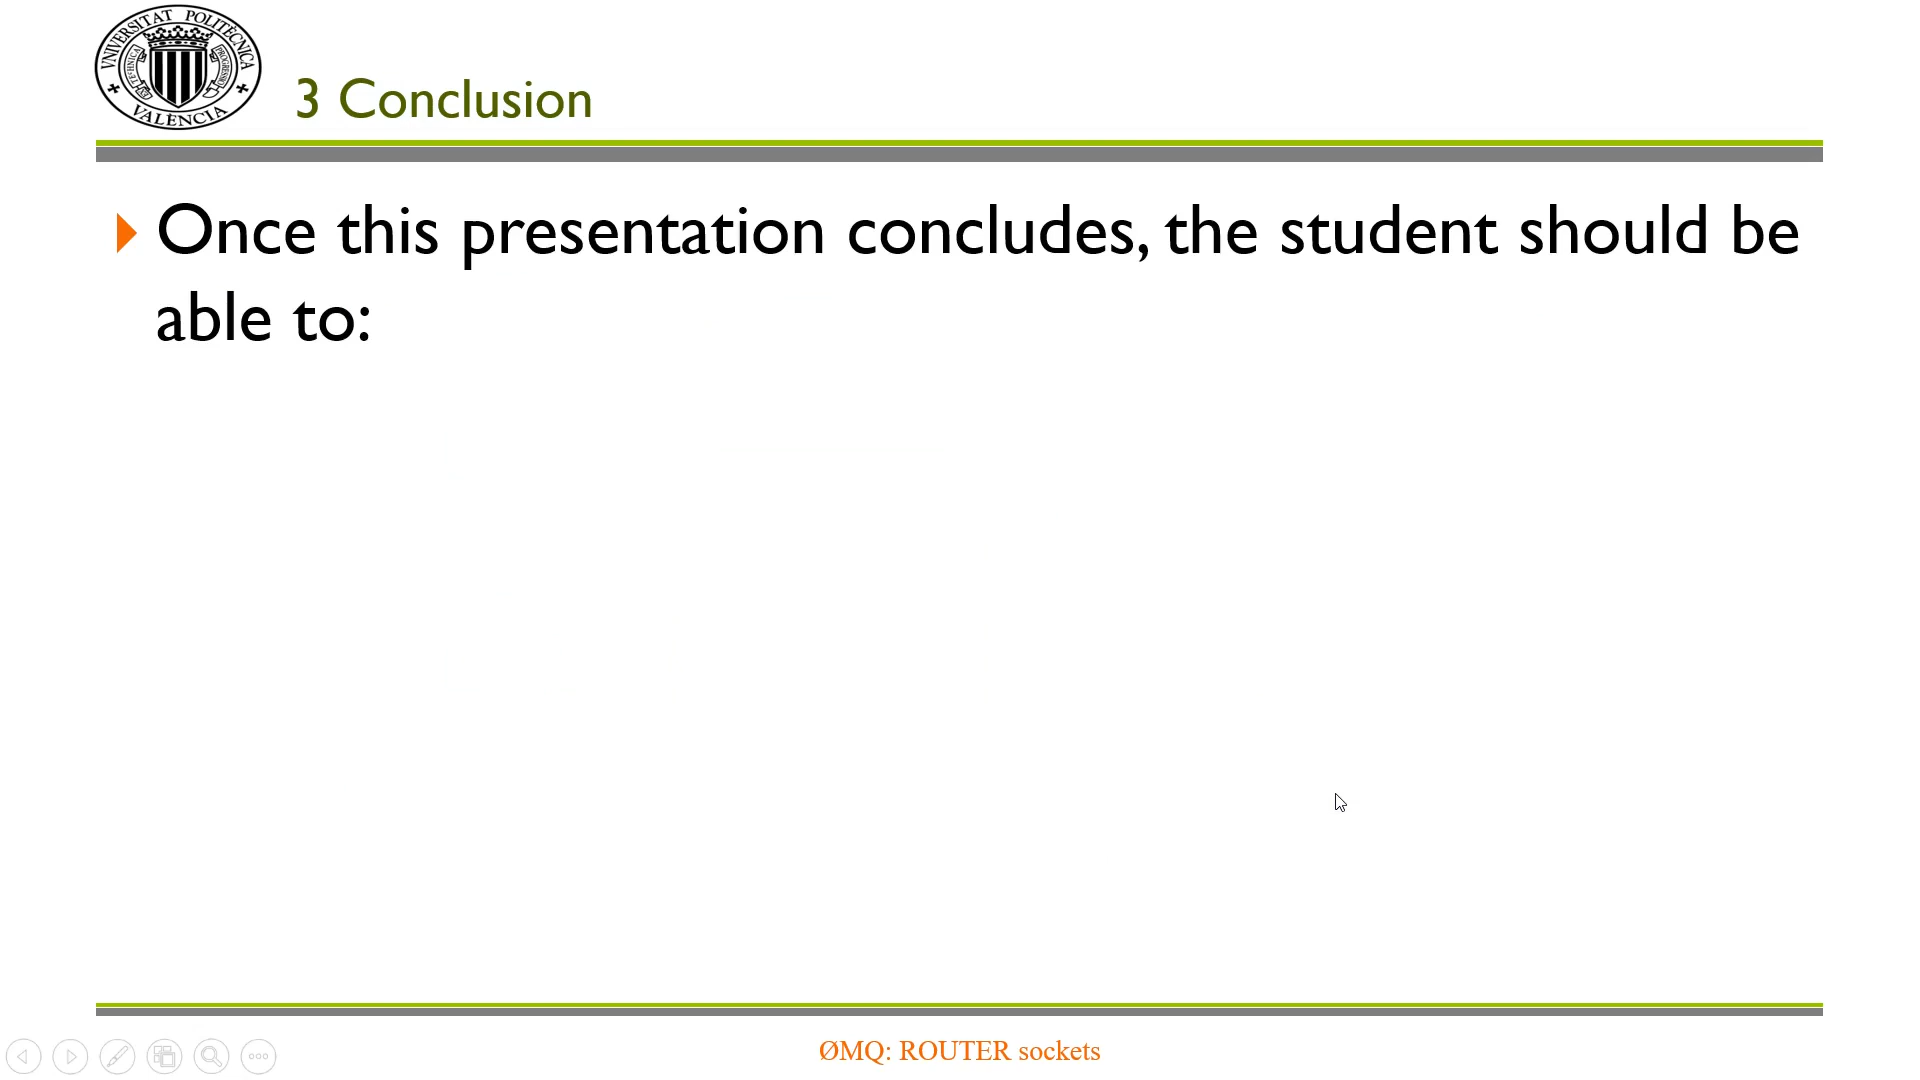 UNIVERSITAT POLITÈCNICA
VALÈNCIA
3 Conclusion
Once this presentation concludes, the student should be
able to:
ØMQ: ROUTER sockets